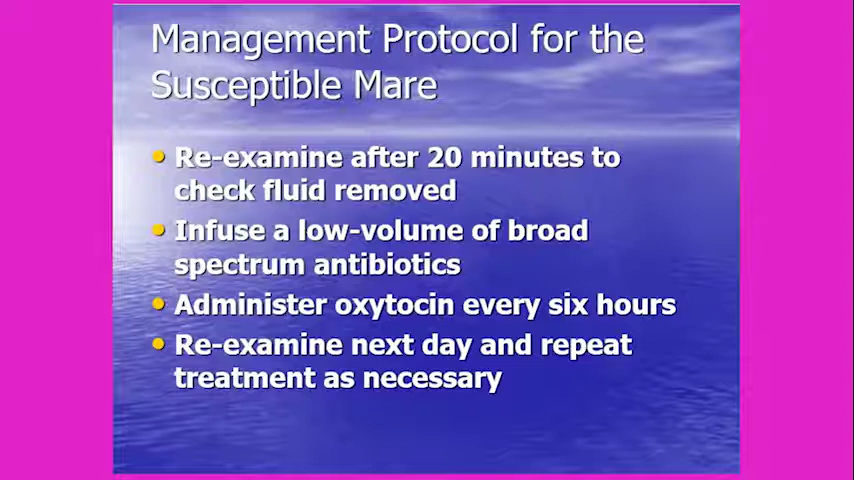 Management Protocol for the
Susceptible Mare
• Re-examine after 20 minutes to
check fluid removed
• Infuse a low-volume of broad
spectrum antibiotics
• Administer oxytocin every six hours
• Re-examine next day and repeat
treatment as necessary